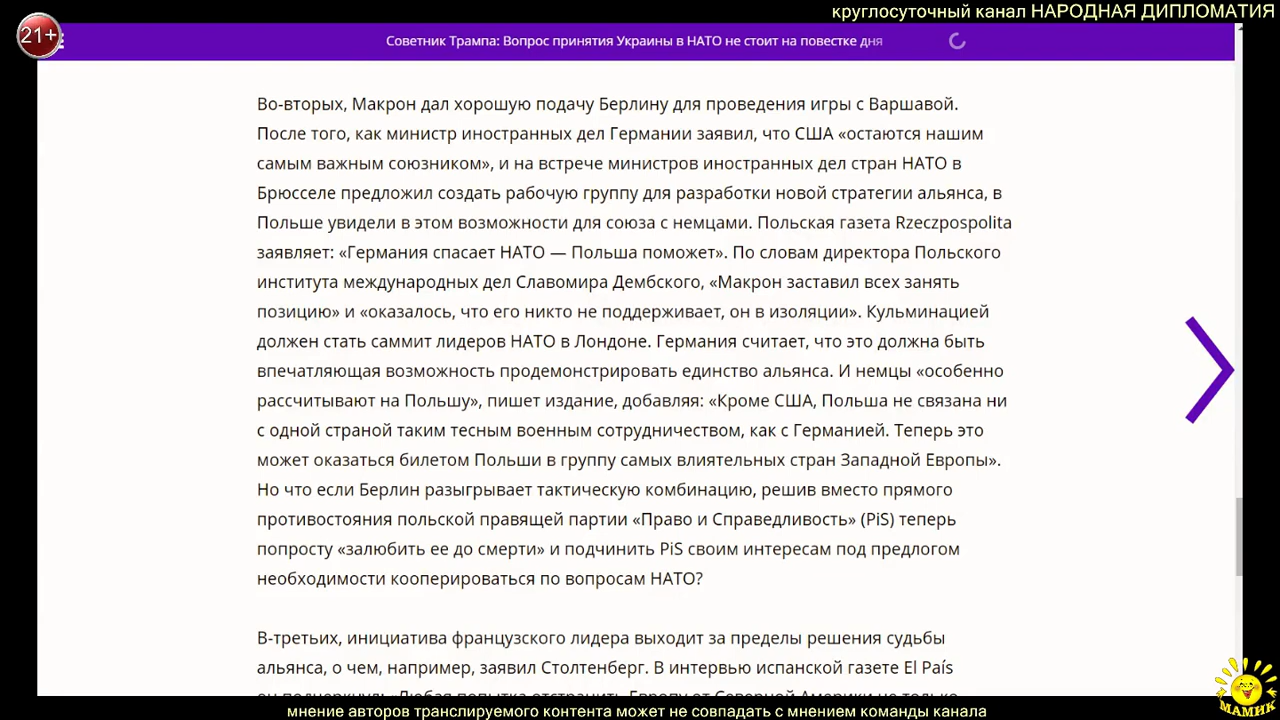 круглосуточный канал НАРОДНАЯ ДИПЛОМАТИЯ
21+
Советник Трампа: Вопрос принятия Украины в НАТО не стоит на повестке дня
Во-вторых, Макрон дал хорошую подачу Берлину для проведения игры с Варшавой.
После того, как министр иностранных дел Германии заявил, что США «остаются нашим
самым важным союзником», и на встрече министров иностранных дел стран НАТО в
Брюсселе предложил создать рабочую группу для разработки новой стратегии альянса, в
Польше увидели в этом возможности для союза с немцами. Польская газета Rzeczpospolita
заявляет: «Германия спасает НАТО — Польша поможет». По словам директора Польского
института международных дел Славомира Дембского, «Макрон заставил всех занять
позицию» и «оказалось, что его никто не поддерживает, он в изоляции». Кульминацией
должен стать саммит лидеров НАТО в Лондоне. Германия считает, что это должна быть
впечатляющая возможность продемонстрировать единство альянса. И немцы «особенно
рассчитывают на Польшу», пишет издание, добавляя: «Кроме США, Польша не связана ни
с одной страной таким тесным военным сотрудничеством, как с Германией. Теперь это
может оказаться билетом Польши в группу самых влиятельных стран Западной Европы».
Но что если Берлин разыгрывает тактическую комбинацию, решив вместо прямого
противостояния польской правящей партии «Право и Справедливость» (PiS) теперь
попросту «залюбить ее до смерти» и подчинить PiS своим интересам под предлогом
необходимости кооперироваться по вопросам НАТО?
В-третьих, инициатива французского лидера выходит за пределы решения судьбы
альянса, о чем, например, заявил Столтенберг. В интервью испанской газете El País
он подчеркнул: «Любая попытка отстранить Европу от Северной Америки не только
МАМИК
мнение авторов транслируемого контента может не совпадать с мнением команды канала